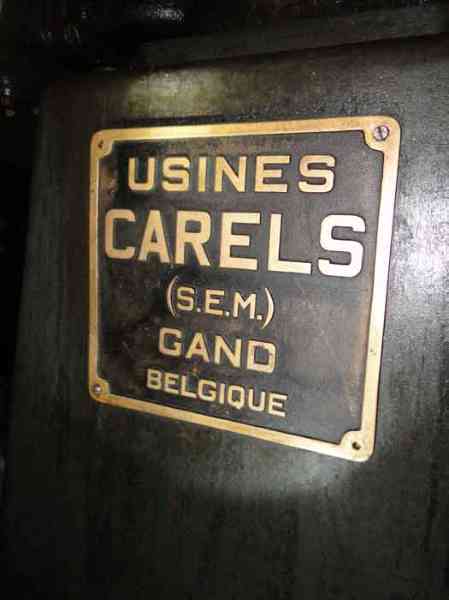 USINES
CARELS
(S.E.M.)
GAND
BELGIQUE